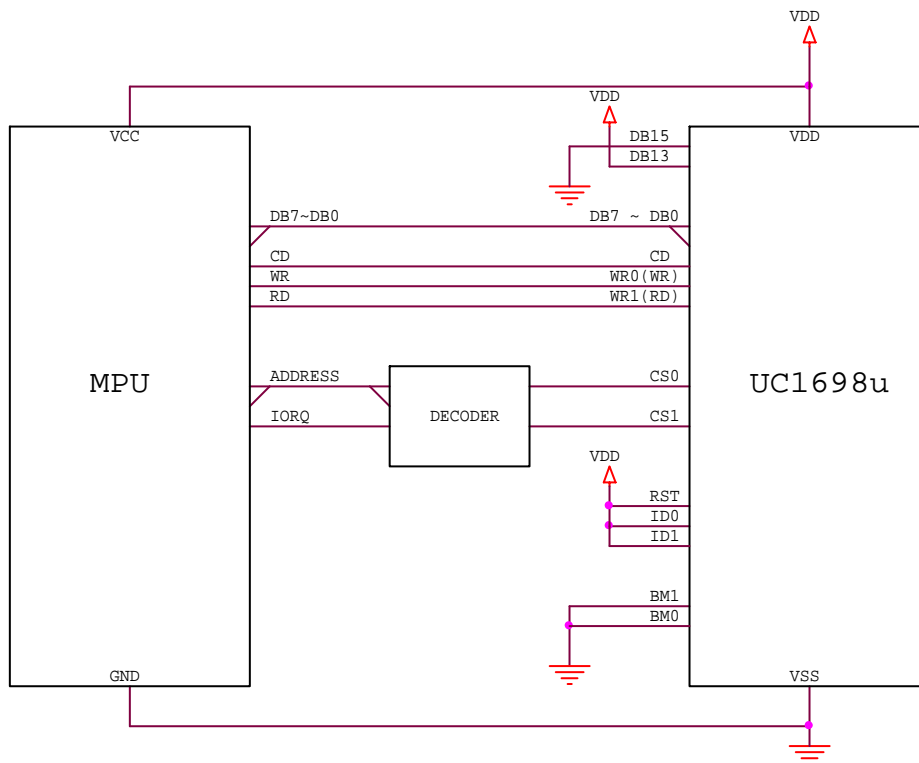 VDD
VDD
VCC
DB15
VDD
DB13
DB7~DB0
DB7 ~ DB0
CD
CD
WR
WR0(WR)
RD
WR1(RD)
MPU
ADDRESS
CS0
UC1698u
IORQ
DECODER
CS1
VDD
RST
ID0
ID1
BM1
BM0
GND
VSS